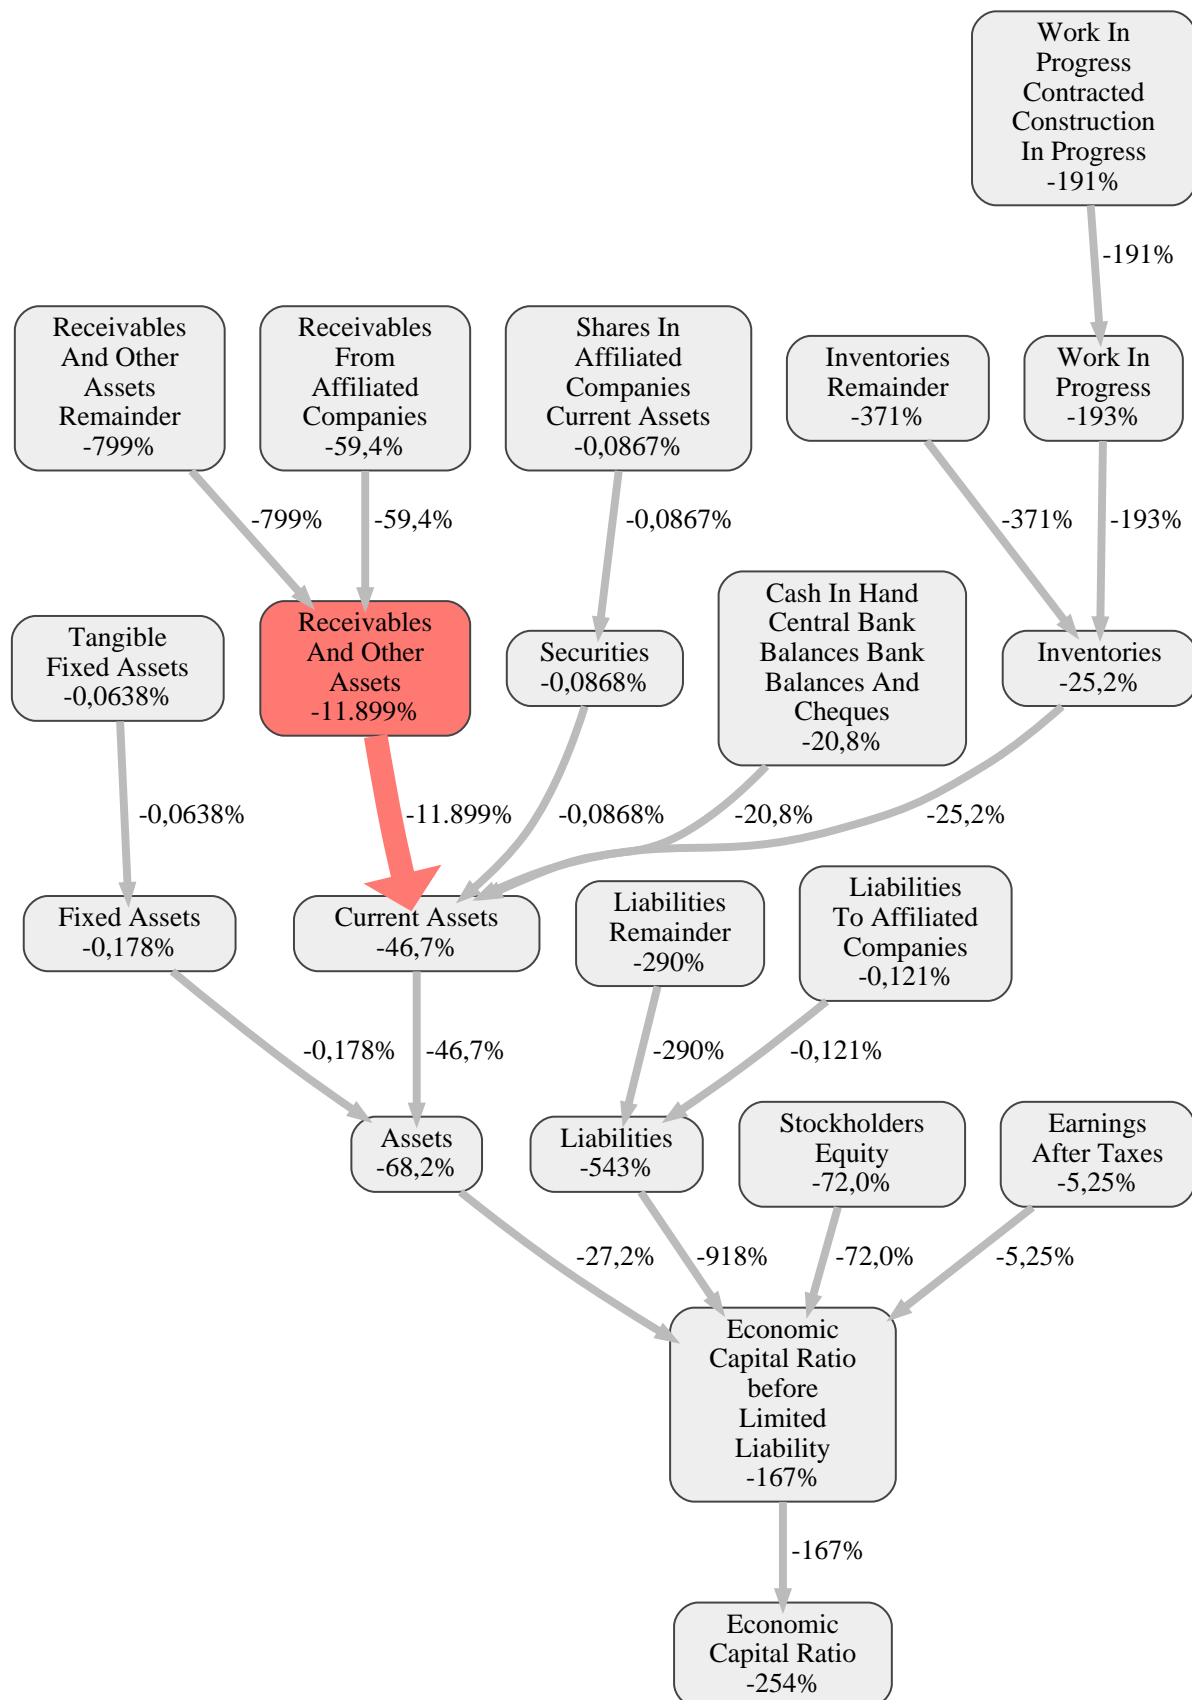 Work In
Progress
Contracted
Construction
In Progress
-191%
-191%
Receivables
And Other
Assets
Remainder
-799%
Receivables
From
Affiliated
Companies
-59,4%
Shares In
Affiliated
Companies
Current Assets
-0,0867%
Inventories
Remainder
-371%
Work In
Progress
-193%
-799%
-59,4%
-0,0867%
-371%
-193%
Tangible
Fixed Assets
-0,0638%
Receivables
And Other
Assets
-11.899%
Securities
-0,0868%
Cash In Hand
Central Bank
Balances Bank
Balances And
Cheques
-20,8%
Inventories
-25,2%
-0,0638%
-11.899%
-0,0868%
-20,8%
-25,2%
Fixed Assets
-0,178%
Current Assets
-46,7%
Liabilities
Remainder
-290%
Liabilities
To Affiliated
Companies
-0,121%
-0,178%
-46,7%
-290%
-0,121%
Assets
-68,2%
Liabilities
-543%
Stockholders
Equity
-72,0%
Earnings
After Taxes
-5,25%
-27,2%
-918%
-72,0%
-5,25%
Economic
Capital Ratio
before
Limited
Liability
-167%
-167%
Economic
Capital Ratio
-254%